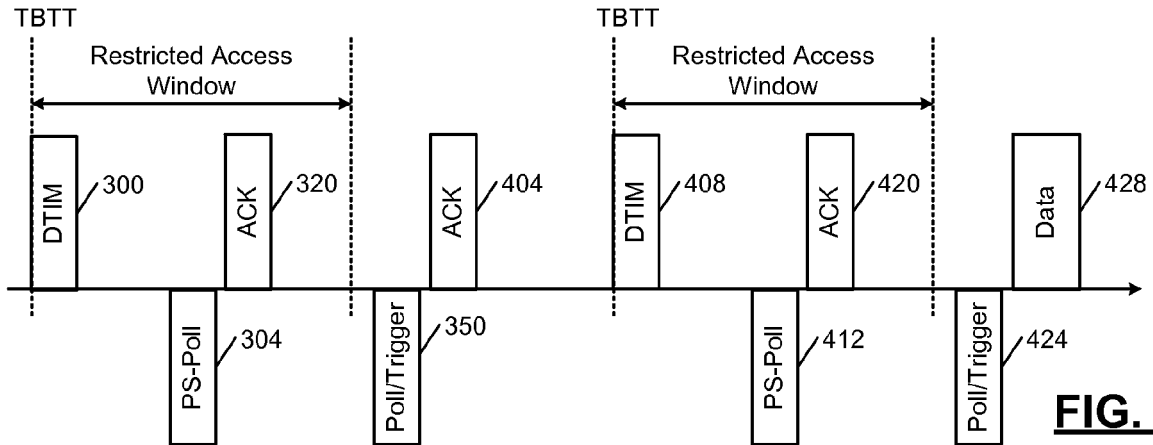 TBTT
TBTT
Restricted Access
Window
Restricted Access
Window
DTIM
300
ACK
320
ACK
404
DTIM
408
ACK
420
Data
428
PS-Poll
304
Poll/Trigger
350
PS-Poll
412
Poll/Trigger
424
FIG.